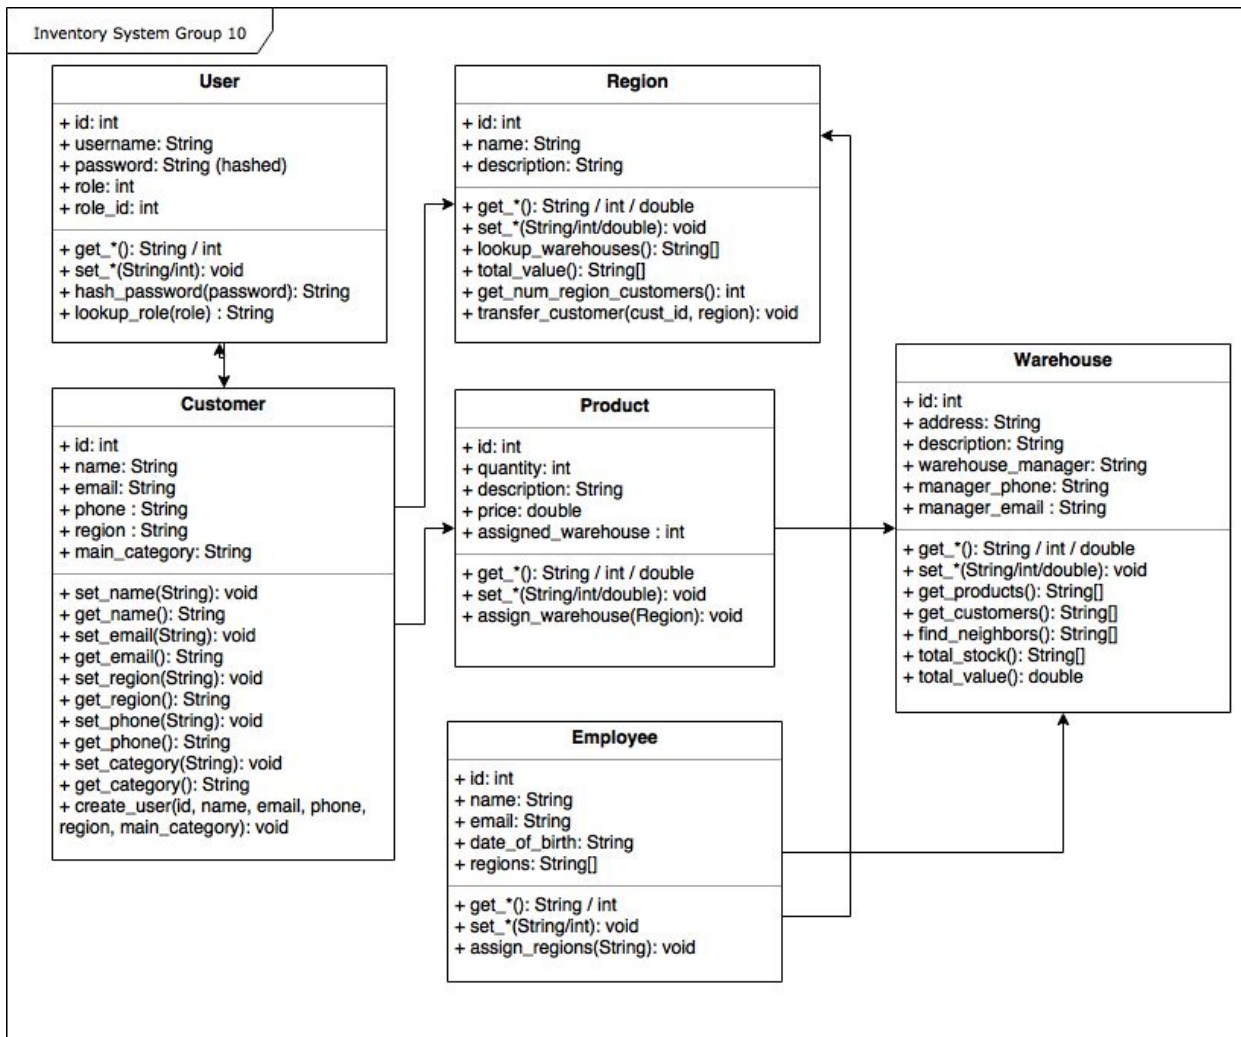 Inventory System Group 10
User
+ id: int
+ username: String
+ password: String (hashed)
+ role: int
+ role_id: int
+ get_*(): String / int
+ set_*(String/int): void
+ hash_password(password): String
+ lookup_role(role) : String
Region
+ id: int
+ name: String
+ description: String
+ get_*(): String / int / double
+ set_*(String/int/double): void
+ lookup_warehouses(): String[]
+ total_value(): String[]
+ get_num_region_customers(): int
+ transfer_customer(cust_id, region): void
Customer
+ id: int
+ name: String
+ email: String
+ phone : String
+ region : String
+ main_category: String
+ set_name(String): void
+ get_name(): String
+ set_email(String): void
+ get_email(): String
+ set_region(String): void
+ get_region(): String
+ set_phone(String): void
+ get_phone(): String
+ set_category(String): void
+ get_category(): String
+ create_user(id, name, email, phone,
region, main_category): void
Product
+ id: int
+ quantity: int
+ description: String
+ price: double
+ assigned_warehouse : int
+ get_*(): String / int / double
+ set_*(String/int/double): void
+ assign_warehouse(Region): void
Warehouse
+ id: int
+ address: String
+ description: String
+ warehouse_manager: String
+ manager_phone: String
+ manager_email : String
+ get_*(): String / int / double
+ set_*(String/int/double): void
+ get_products(): String[]
+ get_customers(): String[]
+ find_neighbors(): String[]
+ total_stock(): String[]
+ total_value(): double
Employee
+ id: int
+ name: String
+ email: String
+ date_of_birth: String
+ regions: String[]
+ get_*(): String / int
+ set_*(String/int): void
+ assign_regions(String): void